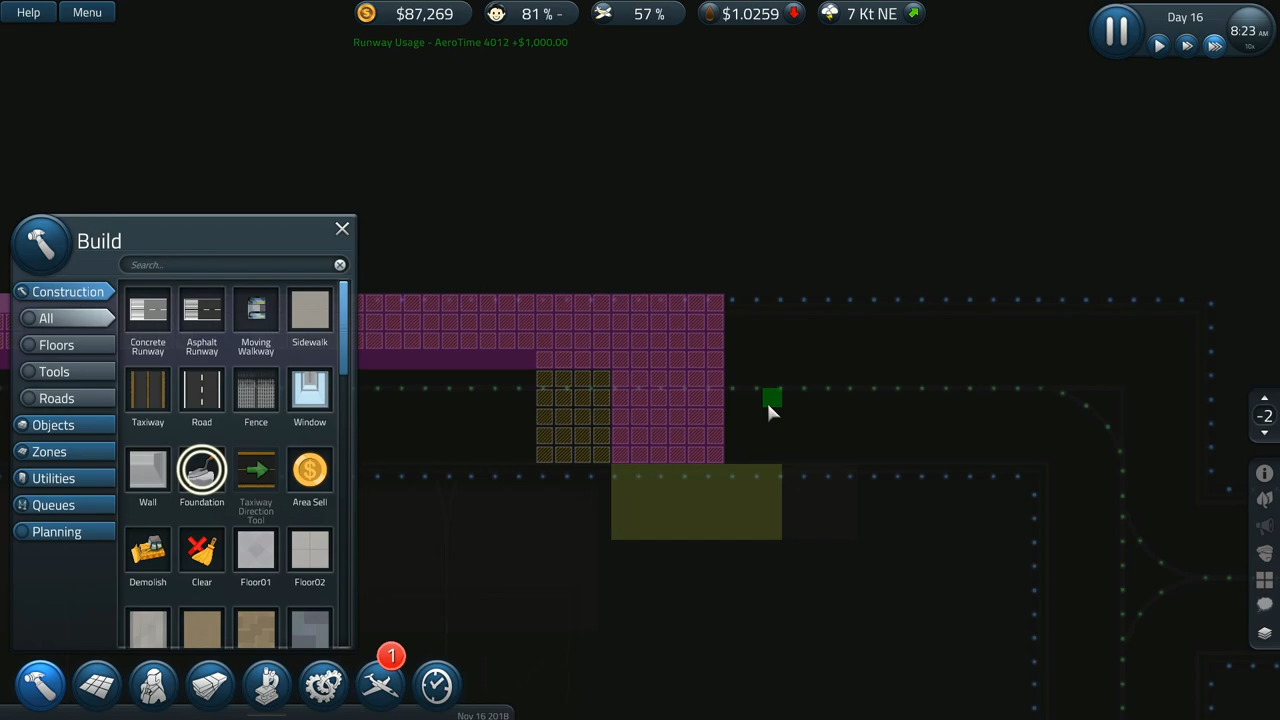 Help
Menu
$87,269
81 % -
57 %
$1.0259
7 Kt NE
Day 16
8:23 AM
10x
Runway Usage - AeroTime 4012 +$1,000.00
Build
Search...
Construction
All
Floors
Tools
Roads
Objects
Zones
Utilities
Queues
Planning
Concrete Runway
Asphalt Runway
Moving Walkway
Sidewalk
Taxiway
Road
Fence
Window
Wall
Foundation
Taxiway Direction Tool
Area Sell
Demolish
Clear
Floor01
Floor02
-2
1
Nov 16 2018